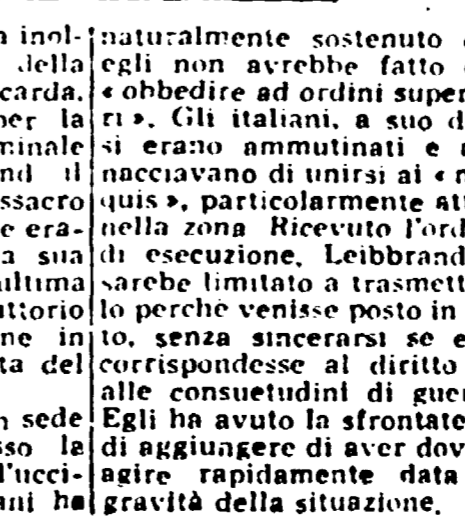 inol-
della
carda.
per la
minale
nd il
ssacro
e era-
a sua
ultima
uttorio
ne in
ta del
sede
sso la
l'ucci-
ani ha
naturalmente sostenuto
egli non avrebbe fatto
« obbedire ad ordini super
ri ». Gli italiani, a suo d
si erano ammutinati e
nacciavano di unirsi ai «
quis », particolarmente att
nella zona Ricevuto l'ord
di esecuzione, Leibbrand
sarebe limitato a trasmett
lo perchè venisse posto in
to, senza sincerarsi se e
corrispondesse al diritto
alle consuetudini di guer
Egli ha avuto la sfrontate
di aggiungere di aver dov
agire rapidamente data
gravità della situazione.